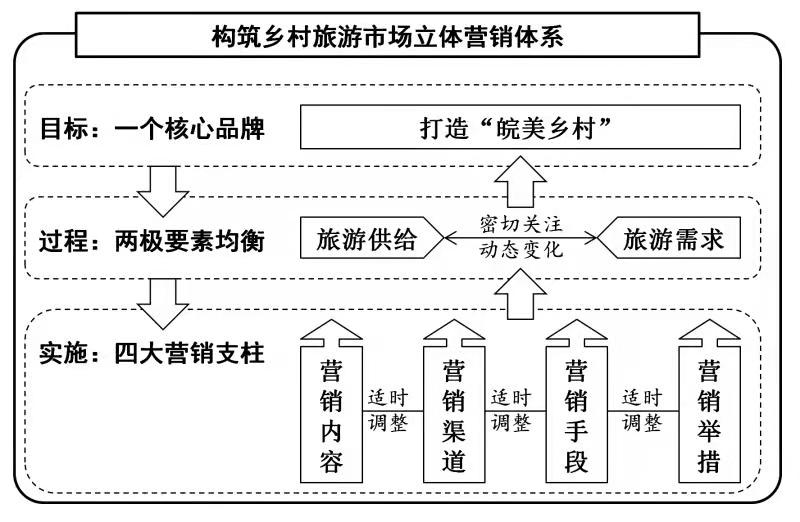 构筑乡村旅游市场立体营销体系
目标：一个核心品牌
打造“皖美乡村”
过程：两极要素均衡
旅游供给
密切关注
动态变化
旅游需求
实施：四大营销支柱
营销内容
适时
调整
营销渠道
适时
调整
营销手段
适时
调整
营销举措